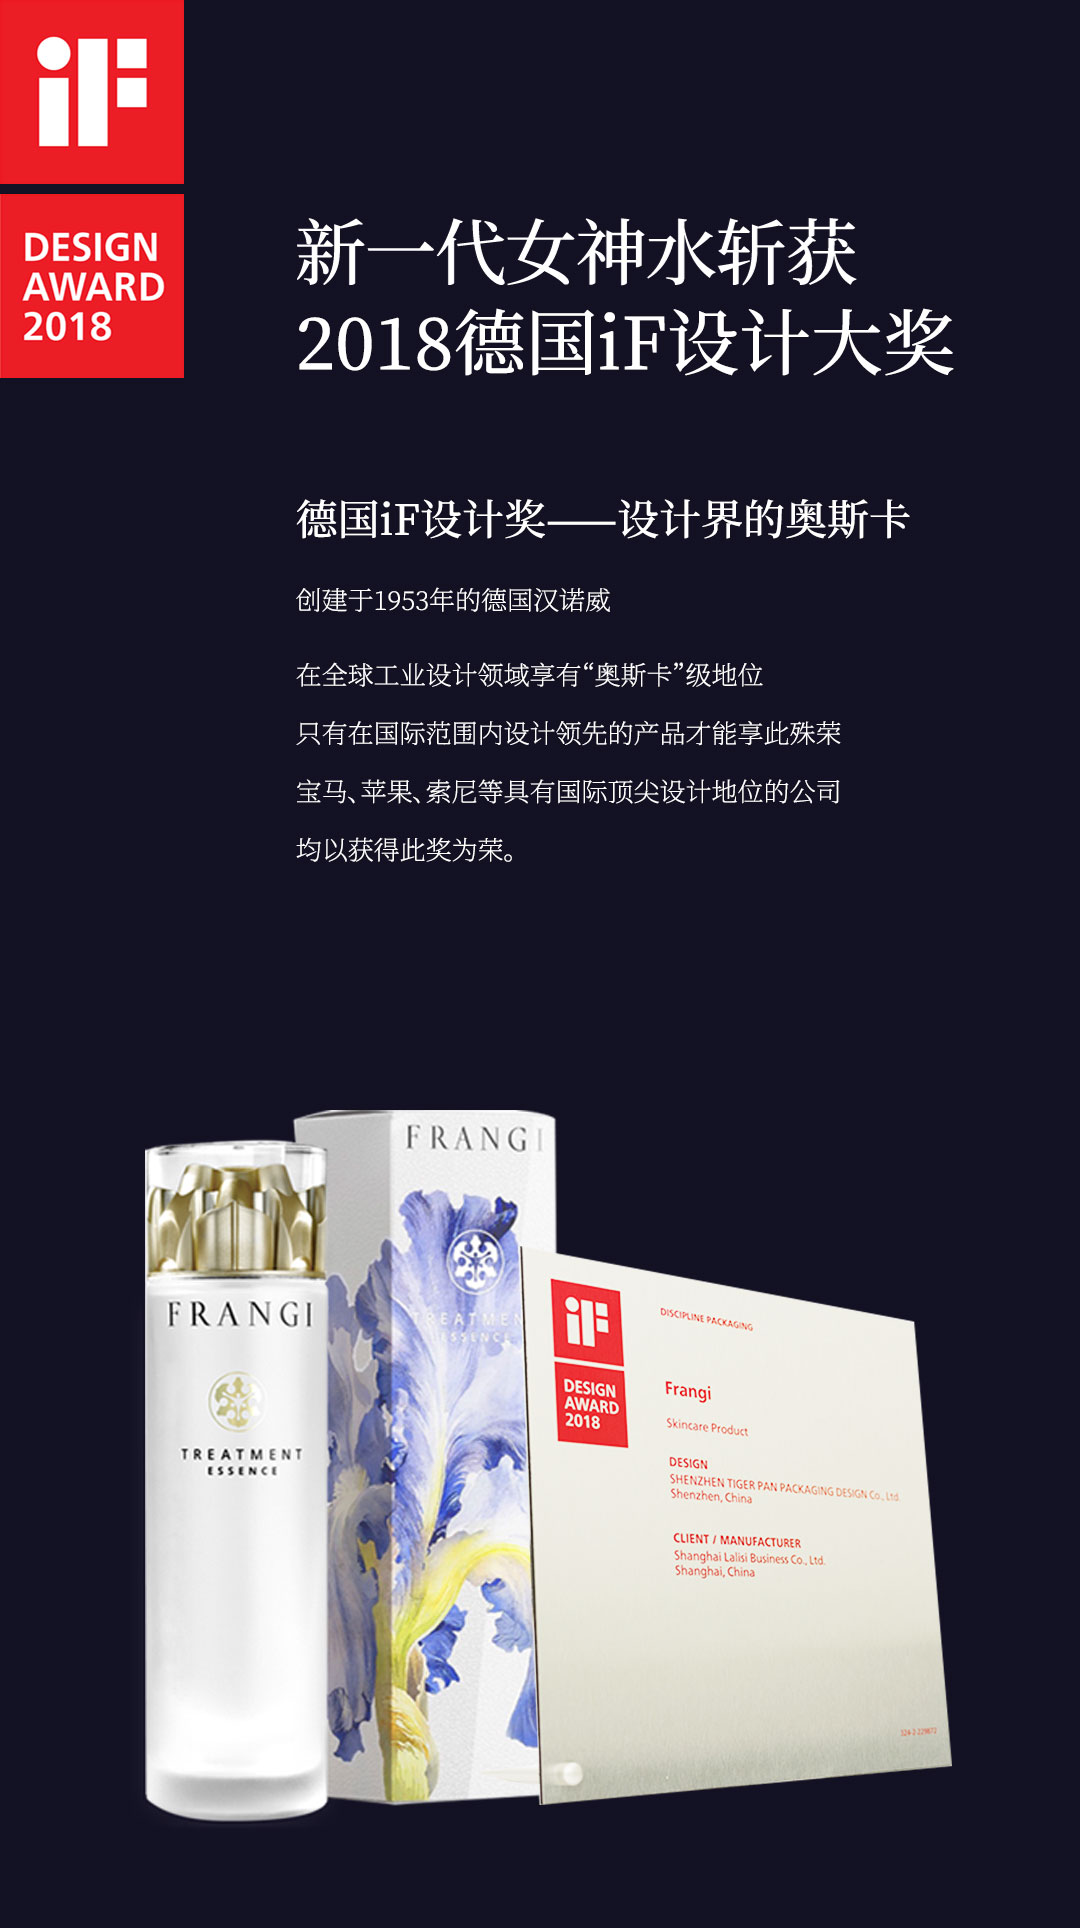 iF
DESIGN
AWARD
2018
新一代女神水斩获
2018德国iF设计大奖
德国iF设计奖——设计界的奥斯卡
创建于1953年的德国汉诺威
在全球工业设计领域享有“奥斯卡”级地位
只有在国际范围内设计领先的产品才能享此殊荣
宝马、苹果、索尼等具有国际顶尖设计地位的公司
均以获得此奖为荣。
FRANGI
TREATMENT
ESSENCE
FRANGI
TREATMEN
ESSENCE
iF
DESIGN
AWARD
2018
DISCIPLINE PACKAGING
Frangi
Skincare Product
DESIGN
SHENZHEN TIGER PAN PACKAGING DESIGN Co., Ltd.
Shenzhen, China
CLIENT / MANUFACTURER
Shanghai Lalisi Business Co., Ltd.
Shanghai, China